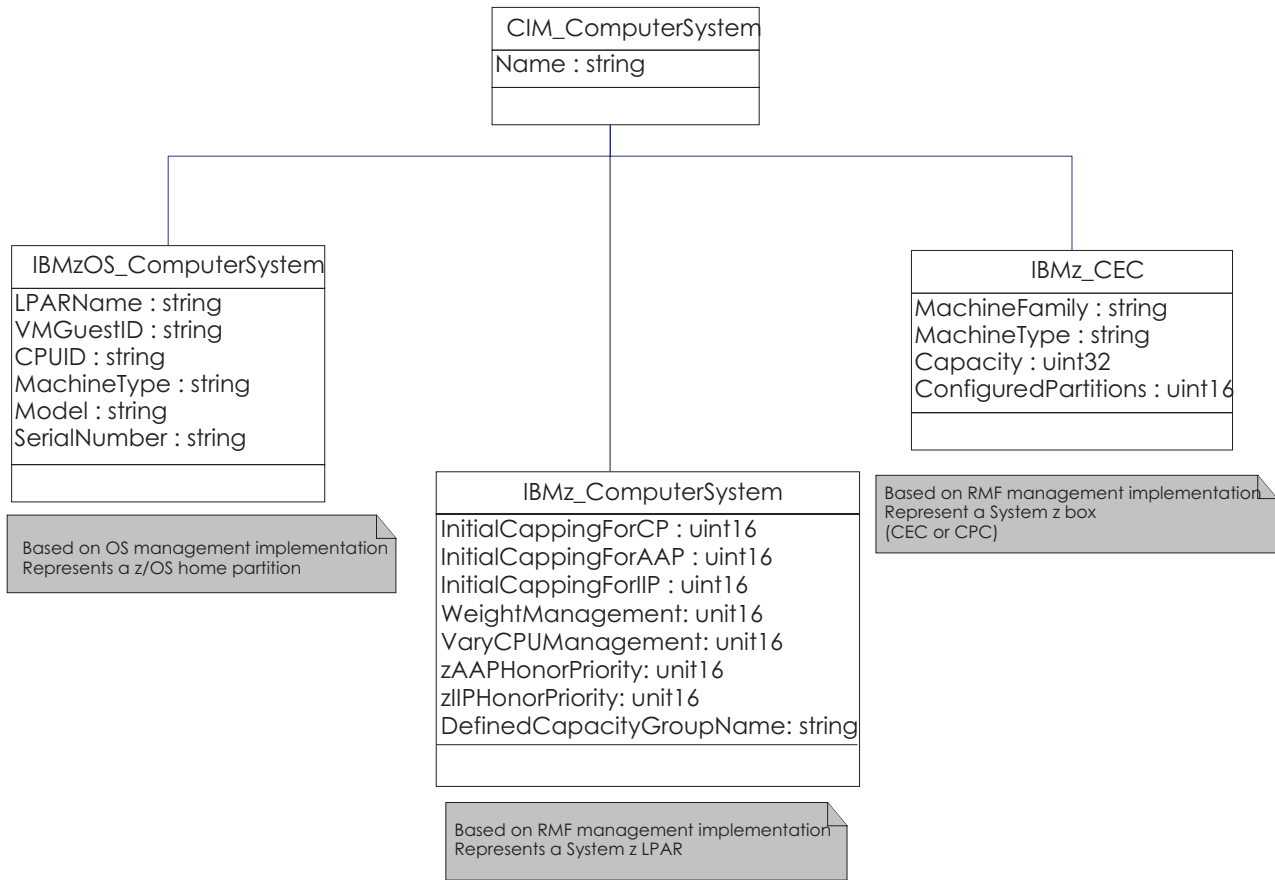 CIM_ComputerSystem
Name : string
IBMzOS_ComputerSystem
LPARName : string
VMGuestID : string
CPUID : string
MachineType : string
Model : string
SerialNumber : string
Based on OS management implementation
Represents a z/OS home partition
IBMz_ComputerSystem
InitialCappingForCP : uint16
InitialCappingForAAP : uint16
InitialCappingForIIP : uint16
WeightManagement: unit16
VaryCPUManagement: unit16
zAAPHonorPriority: unit16
zIIPHonorPriority: unit16
DefinedCapacityGroupName: string
Based on RMF management implementation
Represents a System z LPAR
IBMz_CEC
MachineFamily : string
MachineType : string
Capacity : uint32
ConfiguredPartitions : uint16
Based on RMF management implementation
Represent a System z box
(CEC or CPC)